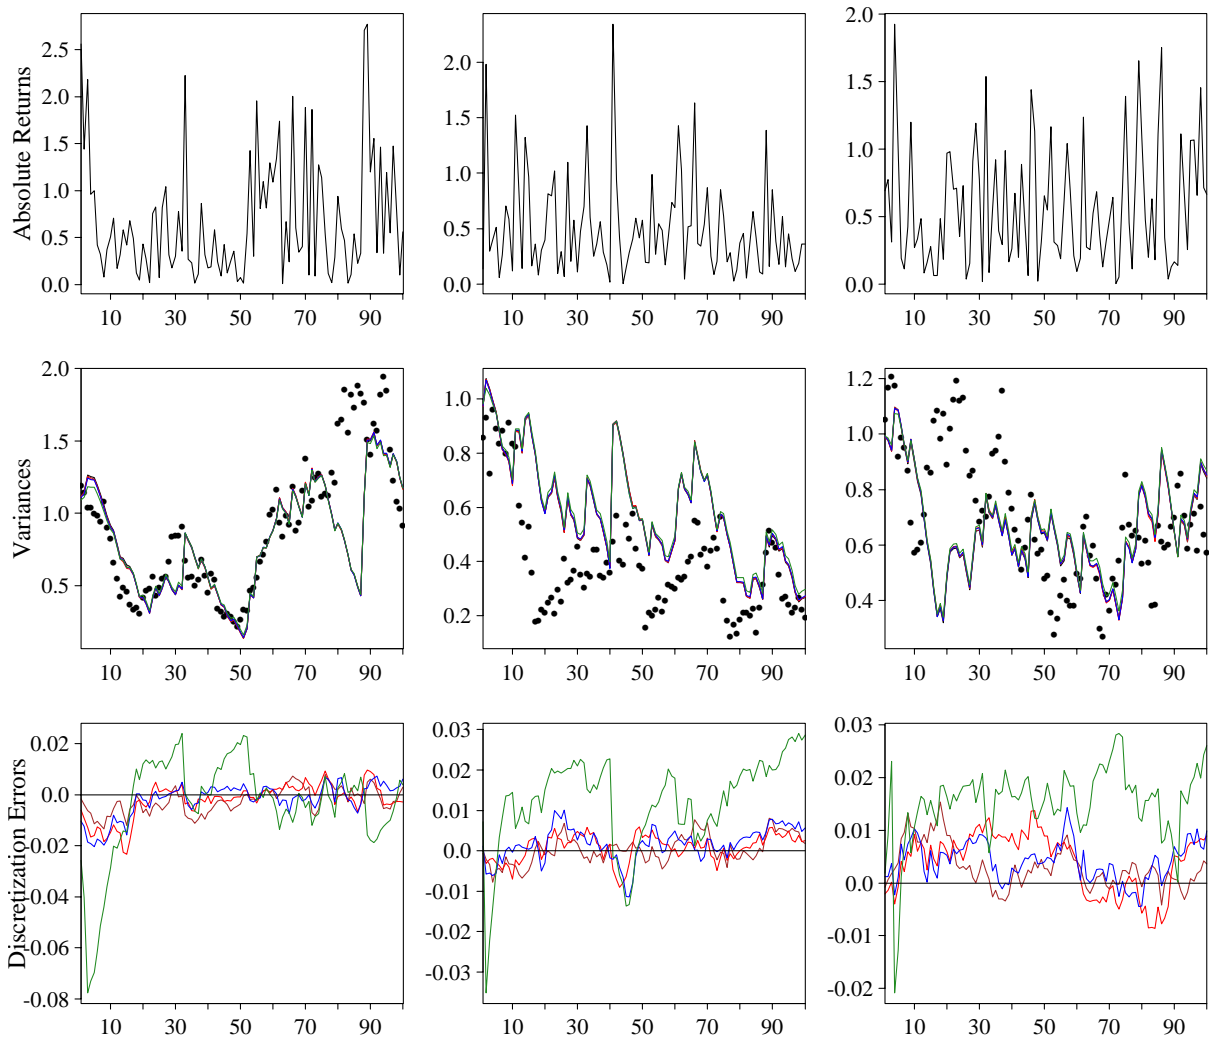 Absolute Returns
0.0 0.5 1.0 1.5 2.0 2.5
10 30 50 70 90
0.0 0.5 1.0 1.5 2.0
10 30 50 70 90
0.0 0.5 1.0 1.5 2.0
10 30 50 70 90
Variances
0.5 1.0 1.5 2.0
10 30 50 70 90
0.2 0.4 0.6 0.8 1.0
10 30 50 70 90
0.4 0.6 0.8 1.0 1.2
10 30 50 70 90
Discretization Errors
-0.08 -0.06 -0.04 -0.02 0.0 0.02
10 30 50 70 90
-0.03 -0.02 -0.01 0.0 0.01 0.02 0.03
10 30 50 70 90
-0.02 -0.01 0.0 0.01 0.02 0.03
10 30 50 70 90